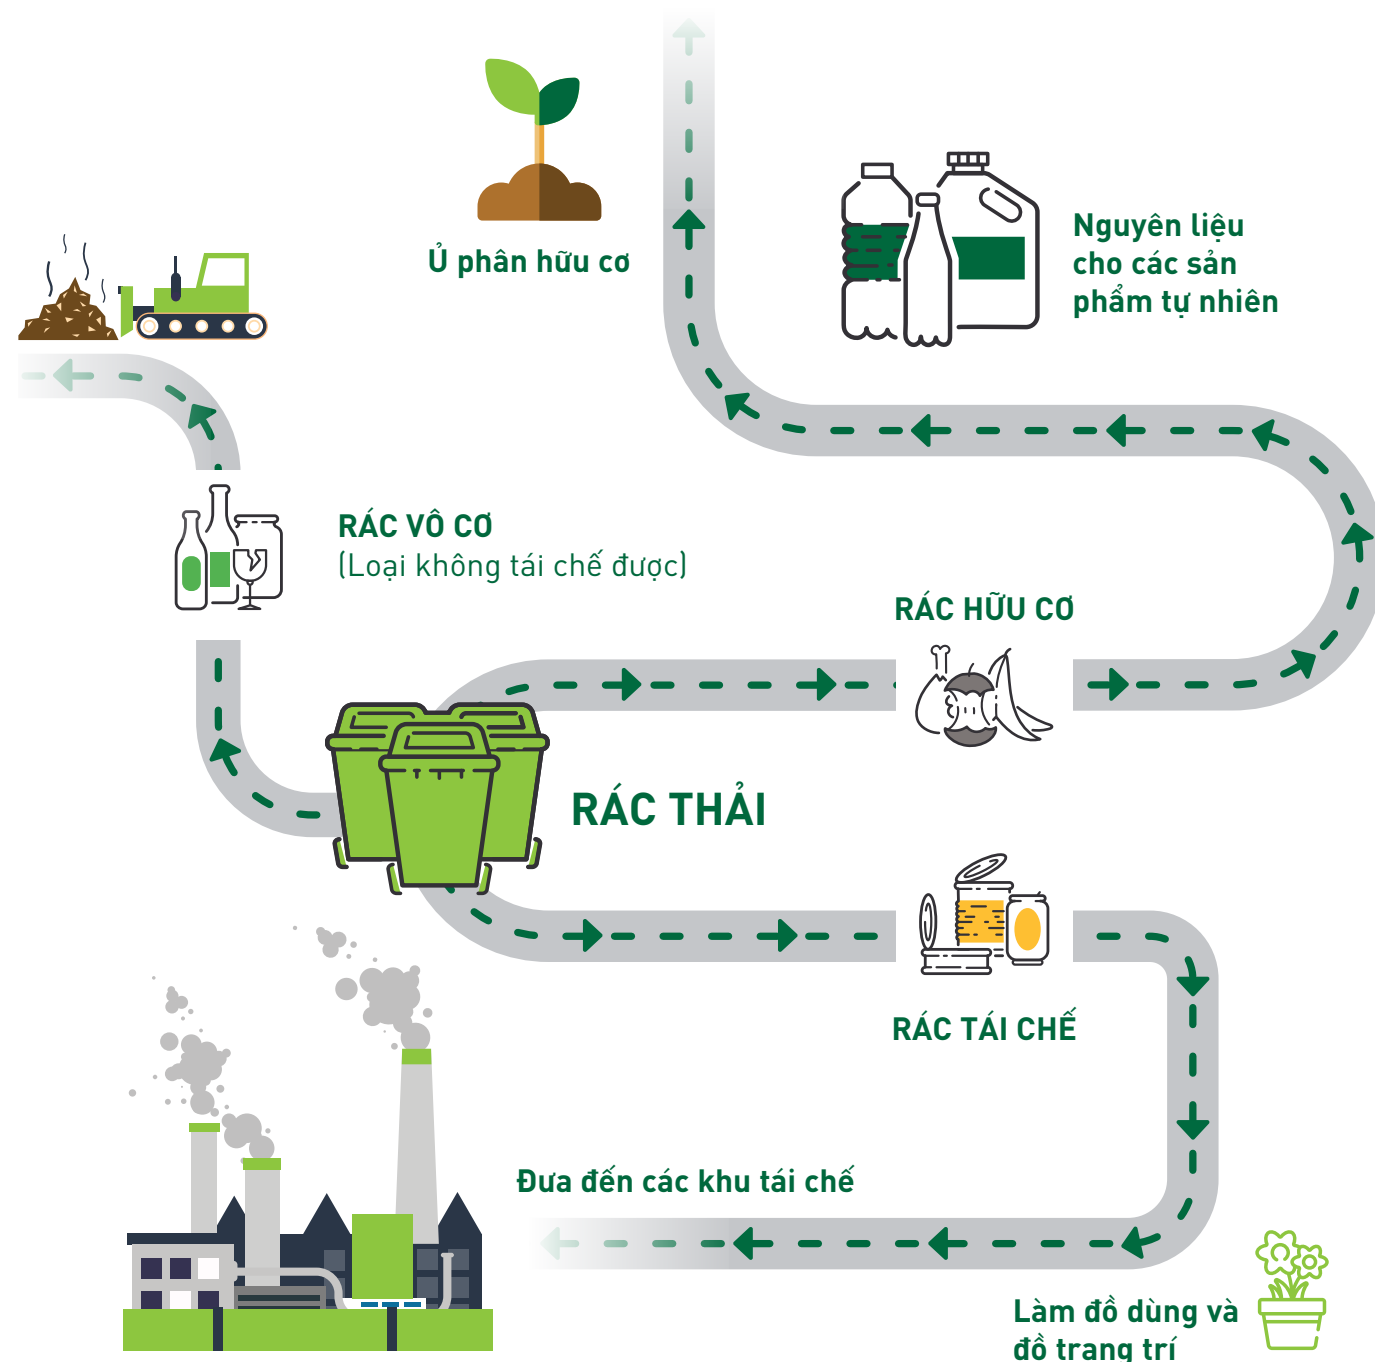 Ủ phân hữu cơ
Nguyên liệu
cho các sản
phẩm tự nhiên
RÁC VÔ CƠ
(Loại không tái chế được)
RÁC HỮU CƠ
RÁC THẢI
RÁC TÁI CHẾ
Đưa đến các khu tái chế
Làm đồ dùng và
đồ trang trí